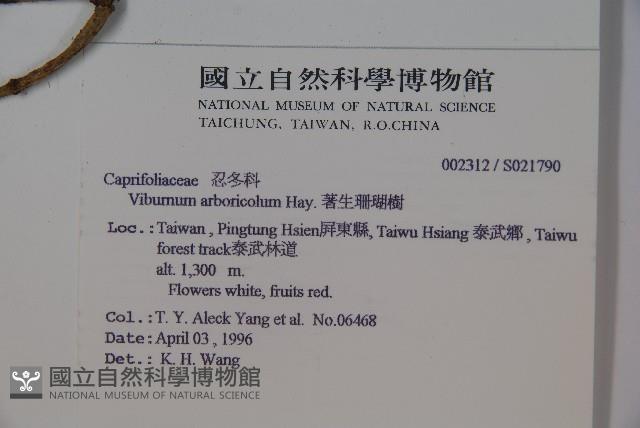 國立自然科學博物館
NATIONAL MUSEUM OF NATURAL SCIENCE
TAICHUNG, TAIWAN, R.O.CHINA
002312 / S021790
Caprifoliaceae 忍冬科
Viburnum arboricolum Hay. 著生珊瑚樹
Loc.: Taiwan , Pingtung Hsien屏東縣, Taiwu Hsiang 泰武鄉 , Taiwu
forest track泰武林道
alt. 1,300 m.
Flowers white, fruits red.
Col.: T. Y. Aleck Yang et al. No.06468
Date: April 03 , 1996
Det.: K. H. Wang
國立自然科學博物館
NATIONAL MUSEUM OF NATURAL SCIENCE